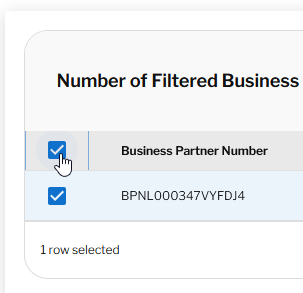 Number of Filtered Business
Business Partner Number
BPNL000347VYFDJ4
1 row selected